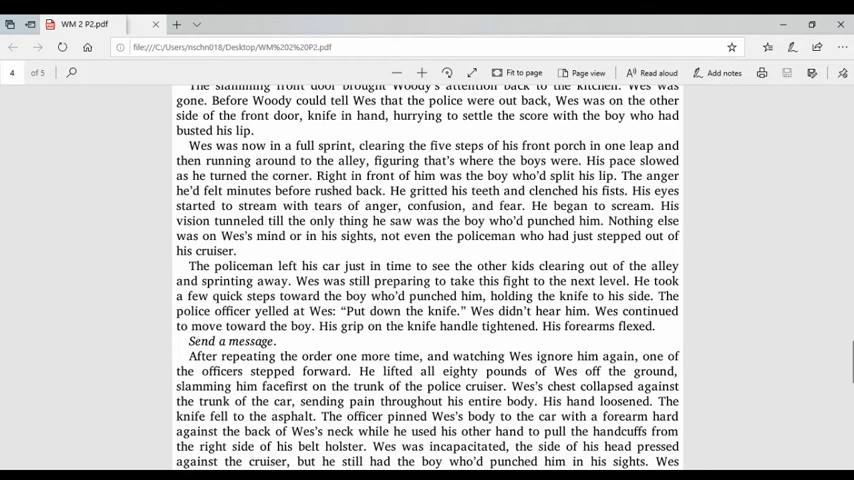 WM 2 P2.pdf
file:///C:/Users/nschn018/Desktop/WM%202%20P2.pdf
4 of 5 Fit to page Page view Read aloud Add notes
The slamming front door brought Woody's attention back to the kitchen. Wes was
gone. Before Woody could tell Wes that the police were out back, Wes was on the other
side of the front door, knife in hand, hurrying to settle the score with the boy who had
busted his lip.
Wes was now in a full sprint, clearing the five steps of his front porch in one leap and
then running around to the alley, figuring that's where the boys were. His pace slowed
as he turned the corner. Right in front of him was the boy who'd split his lip. The anger
he'd felt minutes before rushed back. He gritted his teeth and clenched his fists. His eyes
started to stream with tears of anger, confusion, and fear. He began to scream. His
vision tunneled till the only thing he saw was the boy who'd punched him. Nothing else
was on Wes's mind or in his sights, not even the policeman who had just stepped out of
his cruiser.
The policeman left his car just in time to see the other kids clearing out of the alley
and sprinting away. Wes was still preparing to take this fight to the next level. He took
a few quick steps toward the boy who'd punched him, holding the knife to his side. The
police officer yelled at Wes: “Put down the knife.” Wes didn't hear him. Wes continued
to move toward the boy. His grip on the knife handle tightened. His forearms flexed.
Send a message.
After repeating the order one more time, and watching Wes ignore him again, one of
the officers stepped forward. He lifted all eighty pounds of Wes off the ground,
slamming him facefirst on the trunk of the police cruiser. Wes's chest collapsed against
the trunk of the car, sending pain throughout his entire body. His hand loosened. The
knife fell to the asphalt. The officer pinned Wes's body to the car with a forearm hard
against the back of Wes's neck while he used his other hand to pull the handcuffs from
the right side of his belt holster. Wes was incapacitated, the side of his head pressed
against the cruiser, but he still had the boy who'd punched him in his sights. Wes